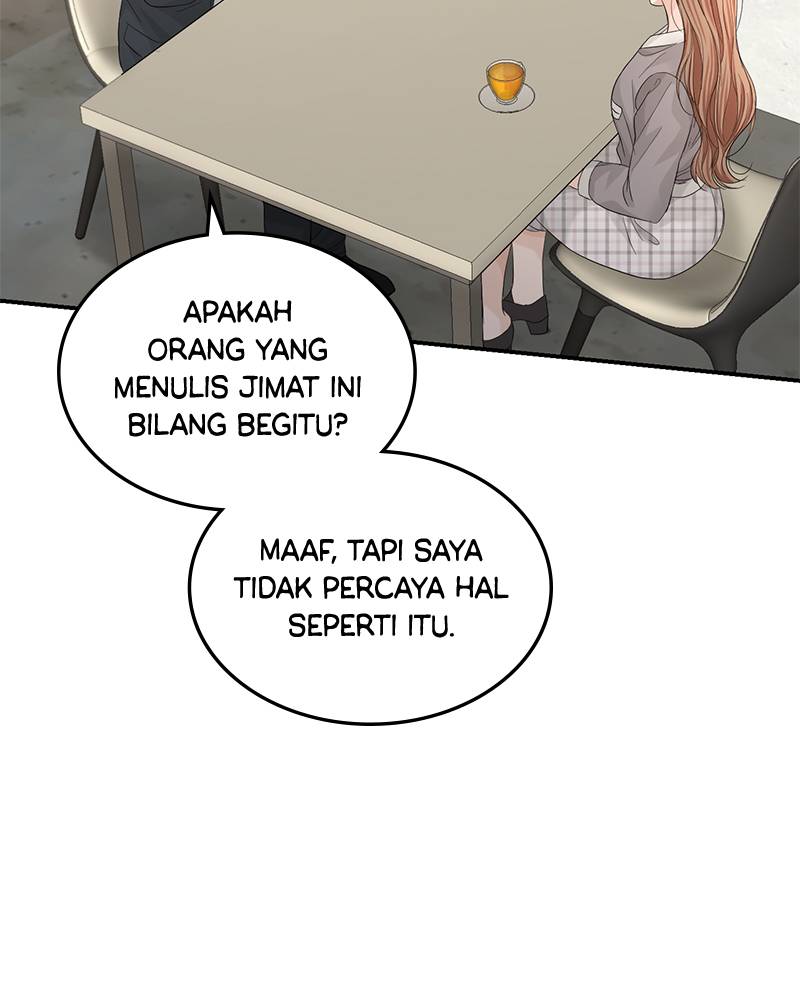 APAKAH
ORANG YANG
MENULIS JIMAT INI
BILANG BEGITU?
MAAF, TAPI SAYA
TIDAK PERCAYA HAL
SEPERTI ITU.